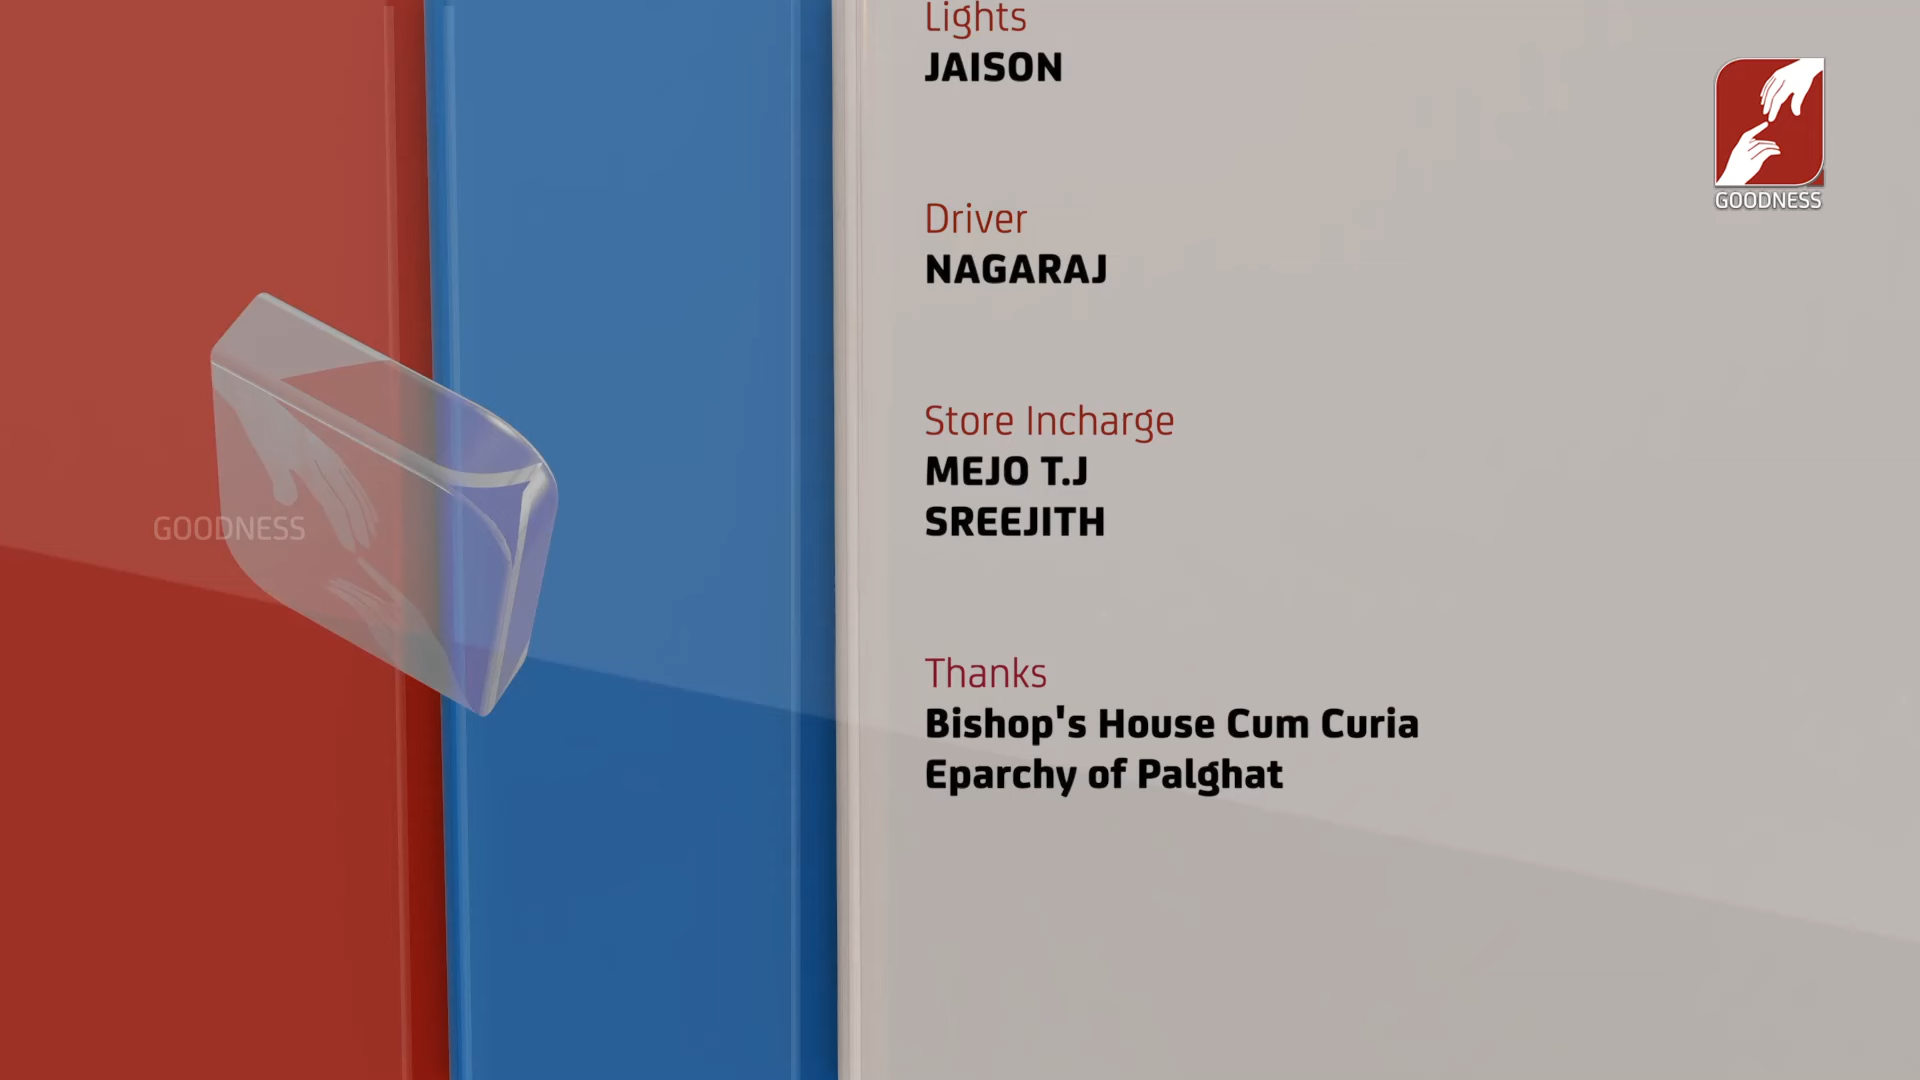 Lights
JAISON
GOODNESS
Driver
NAGARAJ
Store Incharge
MEJO T.J
SREEJITH
GOODNESS
Thanks
Bishop's House Cum Curia
Eparchy of Palghat